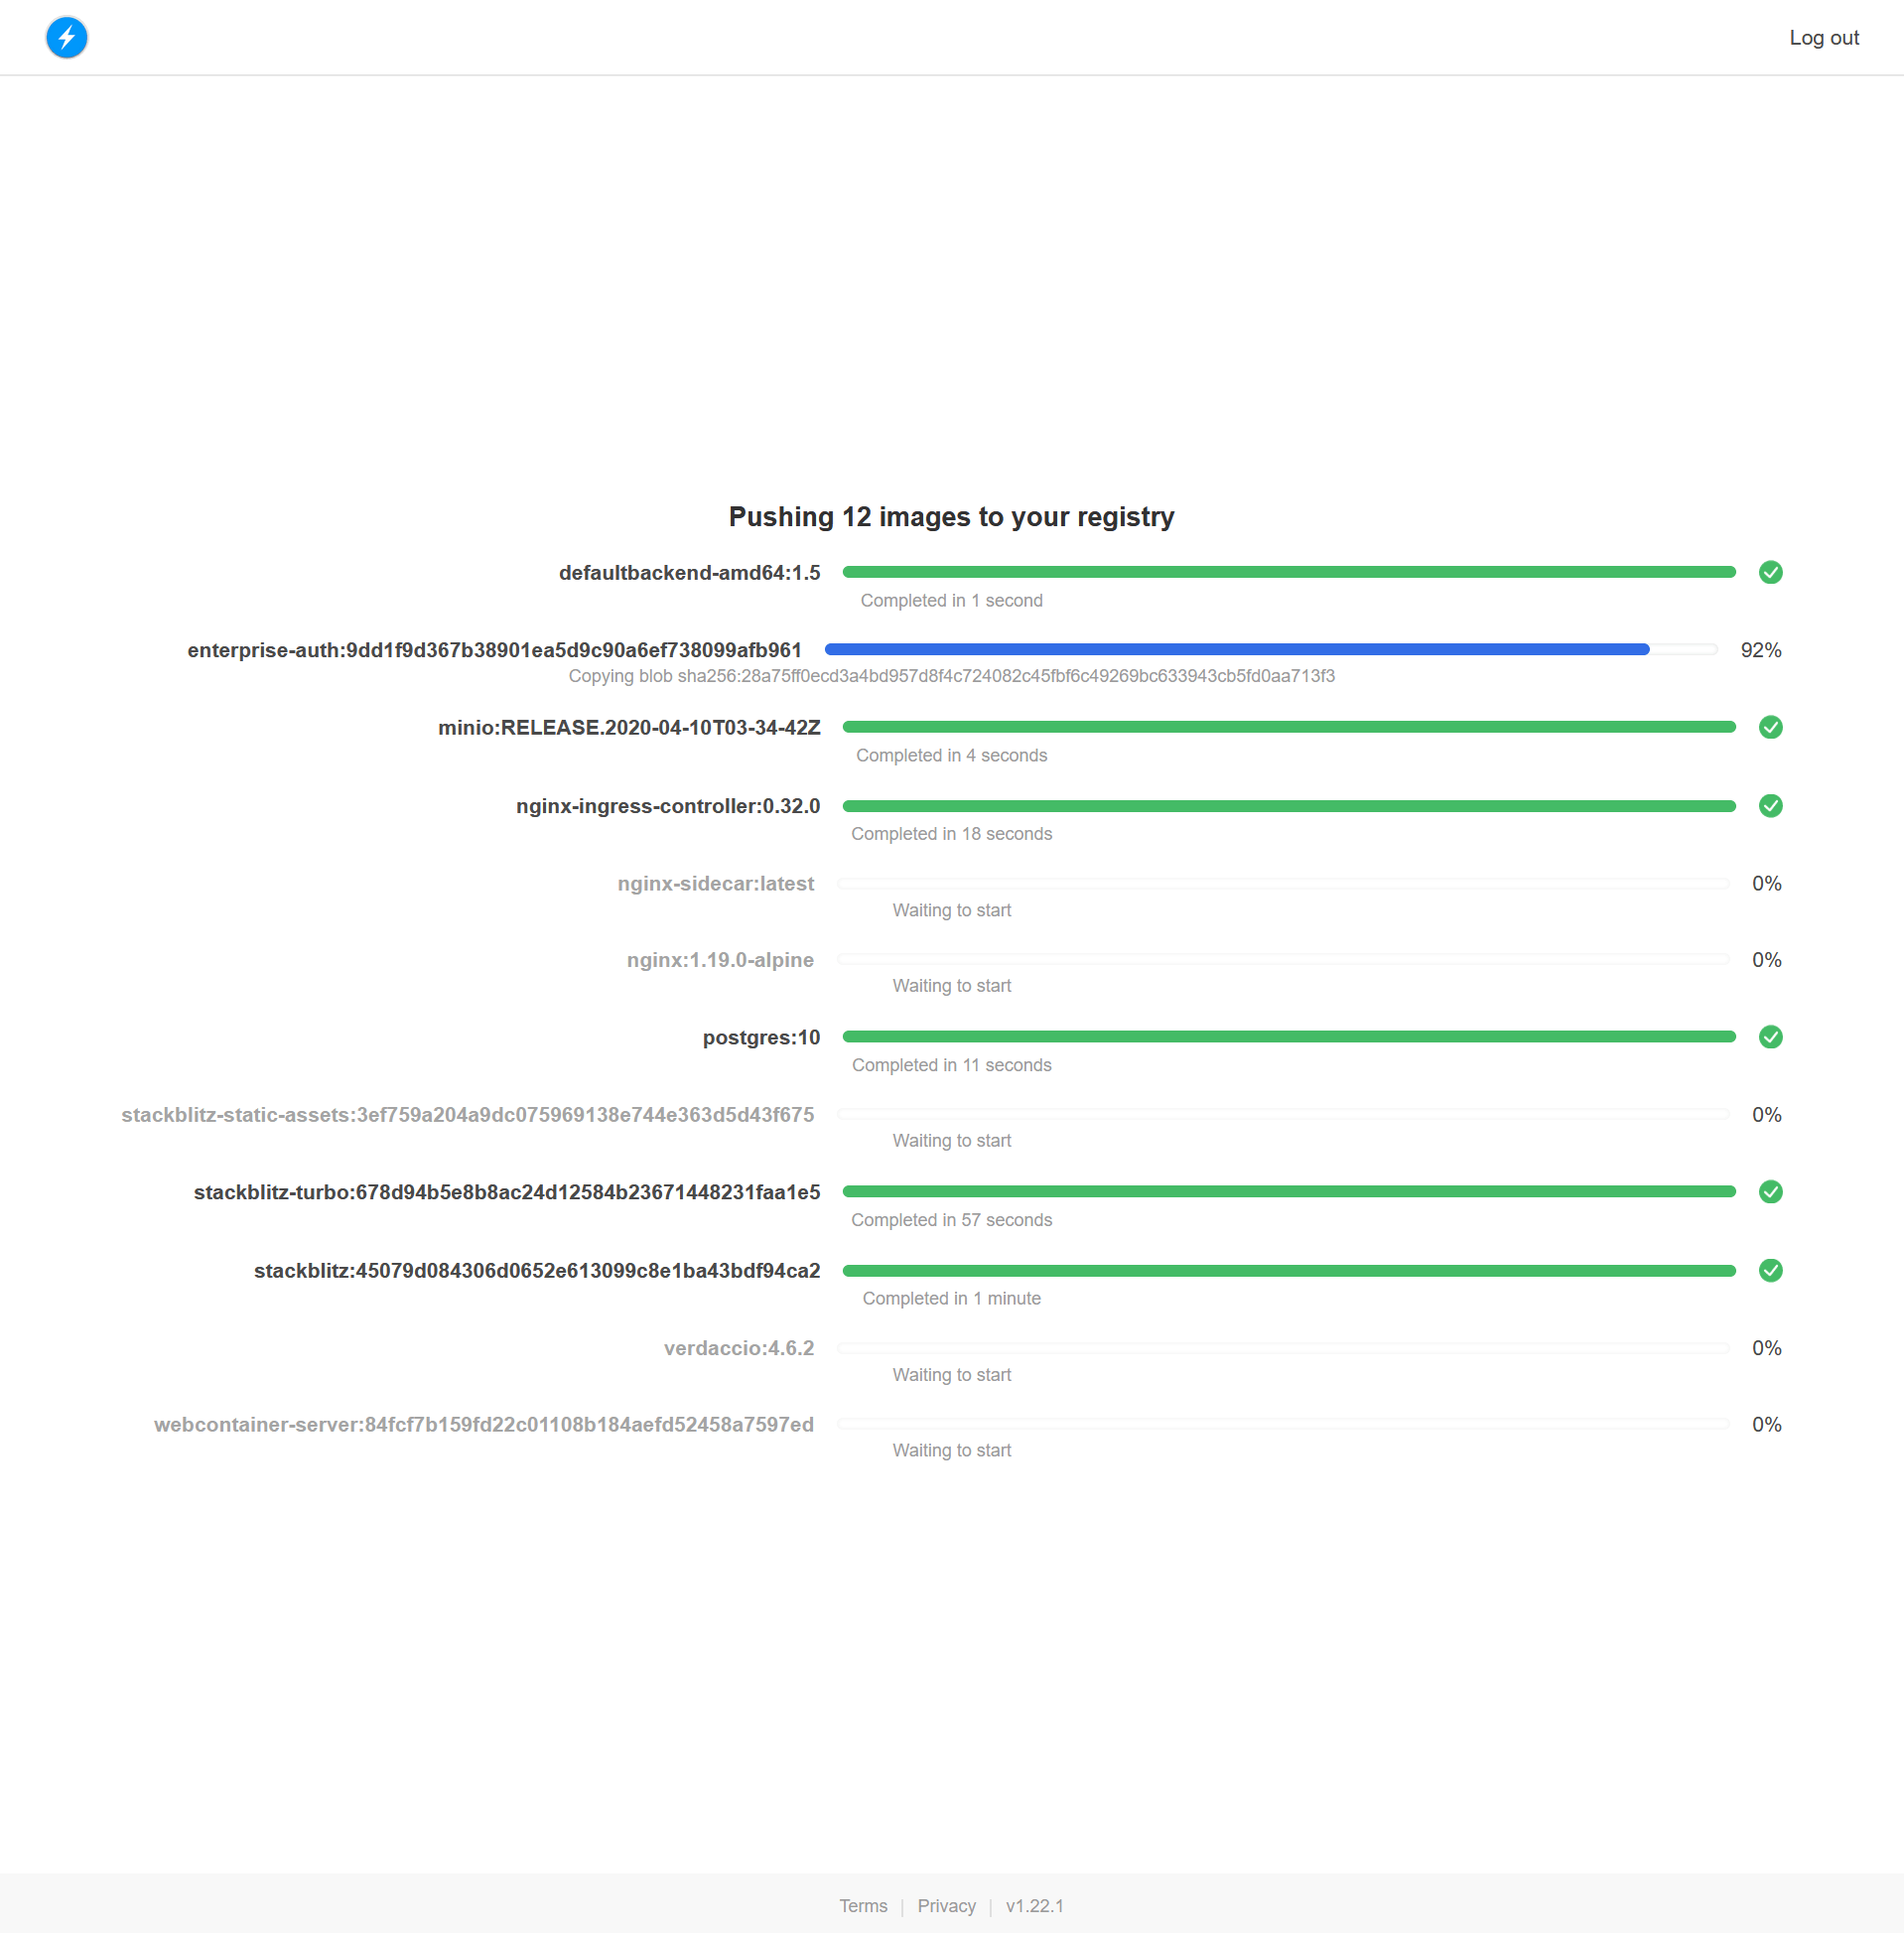 Log out
Pushing 12 images to your registry
defaultbackend-amd64:1.5
Completed in 1 second
enterprise-auth:9dd1f9d367b38901ea5d9c90a6ef738099afb961 92%
Copying blob sha256:28a75ff0ecd3a4bd957d8f4c724082c45fbf6c49269bc633943cb5fd0aa713f3
minio:RELEASE.2020-04-10T03-34-42Z
Completed in 4 seconds
nginx-ingress-controller:0.32.0
Completed in 18 seconds
nginx-sidecar:latest 0%
Waiting to start
nginx:1.19.0-alpine 0%
Waiting to start
postgres:10
Completed in 11 seconds
stackblitz-static-assets:3ef759a204a9dc075969138e744e363d5d43f675 0%
Waiting to start
stackblitz-turbo:678d94b5e8b8ac24d12584b23671448231faa1e5
Completed in 57 seconds
stackblitz:45079d084306d0652e613099c8e1ba43bdf94ca2
Completed in 1 minute
verdaccio:4.6.2 0%
Waiting to start
webcontainer-server:84fcf7b159fd22c01108b184aefd52458a7597ed 0%
Waiting to start
Terms | Privacy | v1.22.1